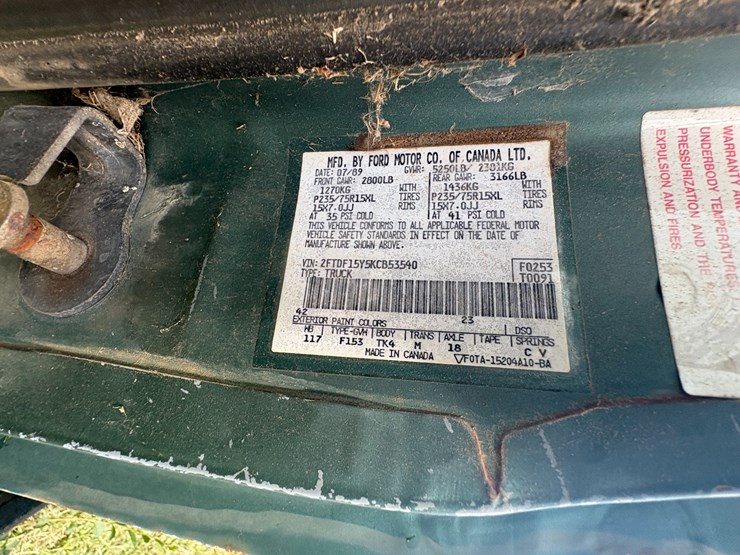 MFD. BY FORD MOTOR CO. OF CANADA LTD.
DATE: 07/89 GVWR: 5250LB/ 2381KG
FRONT GAWR: 2800LB REAR GAWR: 3166LB
1270KG WITH 1436KG WITH
P235/75R15XL TIRES P235/75R15XL TIRES
15X7.0JJ RIMS 15X7.0JJ RIMS
AT 35 PSI COLD AT 41 PSI COLD
THIS VEHICLE CONFORMS TO ALL APPLICABLE FEDERAL MOTOR
VEHICLE SAFETY STANDARDS IN EFFECT ON THE DATE OF
MANUFACTURE SHOWN ABOVE.
VIN: 2FTDF15Y5KCB53540 F0253
TYPE: TRUCK T0091
42 23
EXTERIOR PAINT COLORS DSO
WB TYPE-GVW BODY TRANS AXLE TAPE SPRINGS
117 F153 TK4 M 18 C V
MADE IN CANADA F0TA-15204A10-BA
WARRANTY AND
UNDERBODY TEMPERATURES
PRESSURIZATION AND THE
EXPULSION AND FIRES.